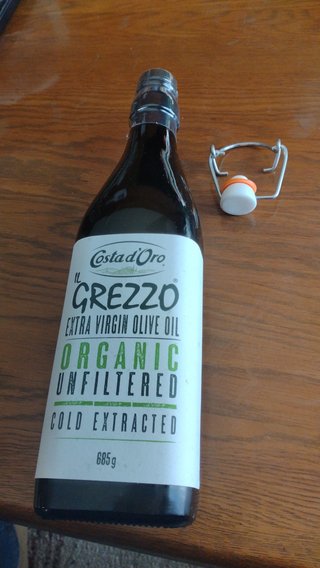 Costa d'Oro
IL
GREZZO®
EXTRA VIRGIN OLIVE OIL
ORGANIC
UNFILTERED
COLD EXTRACTED
685g